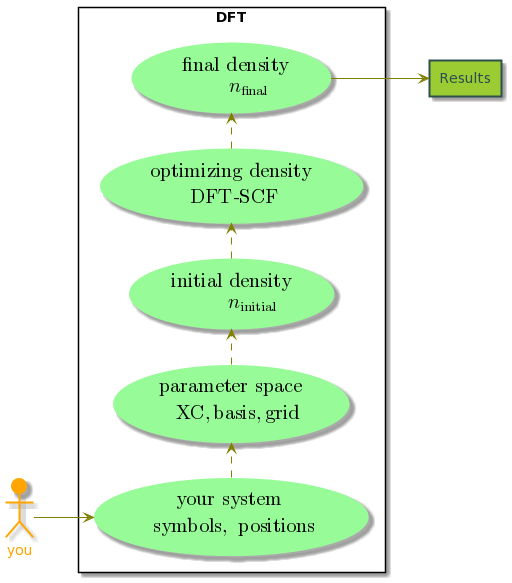 DFT
final density
n_final
Results
optimizing density
DFT-SCF
initial density
n_initial
parameter space
XC, basis, grid
your system
symbols, positions
you